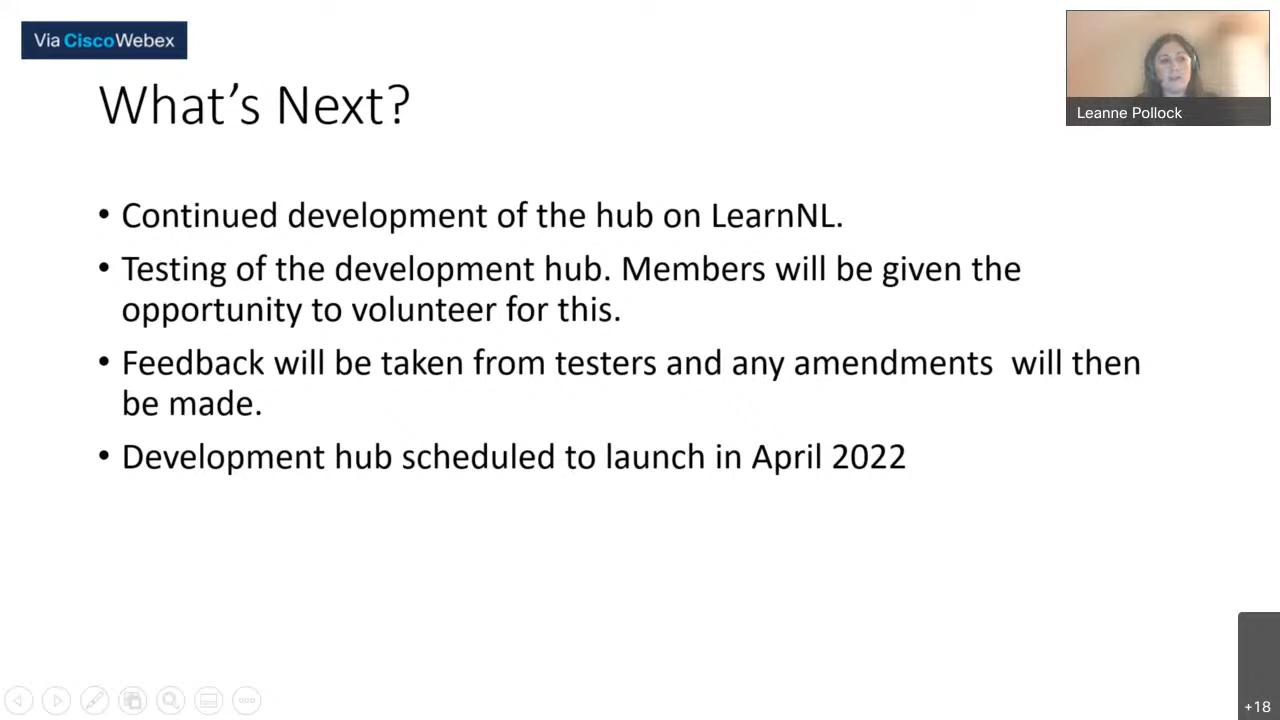 Via CiscoWebex
What's Next?
Leanne Pollock
• Continued development of the hub on LearnNL.
• Testing of the development hub. Members will be given the
opportunity to volunteer for this.
• Feedback will be taken from testers and any amendments  will then
be made.
• Development hub scheduled to launch in April 2022
+18